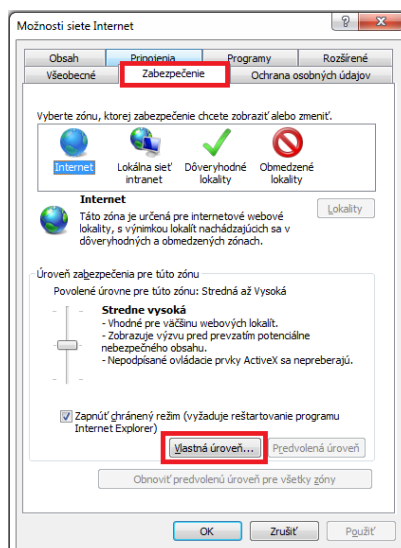 Možnosti siete Internet
Obsah
Pripojenia
Programy
Rozšírené
Všeobecné
Zabezpečenie
Ochrana osobných údajov
Vyberte zónu, ktorej zabezpečenie chcete zobraziť alebo zmeniť.
Internet
Lokálna sieť
intranet
Dôveryhodné
lokality
Obmedzené
lokality
Internet
Táto zóna je určená pre internetové webové
lokality, s výnimkou lokalít nachádzajúcich sa v
dôveryhodných a obmedzených zónach.
Lokality
Úroveň zabezpečenia pre túto zónu
Povolené úrovne pre túto zónu: Stredná až Vysoká
Stredne vysoká
- Vhodné pre väčšinu webových lokalít.
- Zobrazuje výzvu pred prevzatím potenciálne
nebezpečného obsahu.
- Nepodpísané ovládacie prvky ActiveX sa nepreberajú.
Zapnúť chránený režim (vyžaduje reštartovanie programu
Internet Explorer)
Vlastná úroveň...
Predvolená úroveň
Obnoviť predvolenú úroveň pre všetky zóny
OK
Zrušiť
Použiť